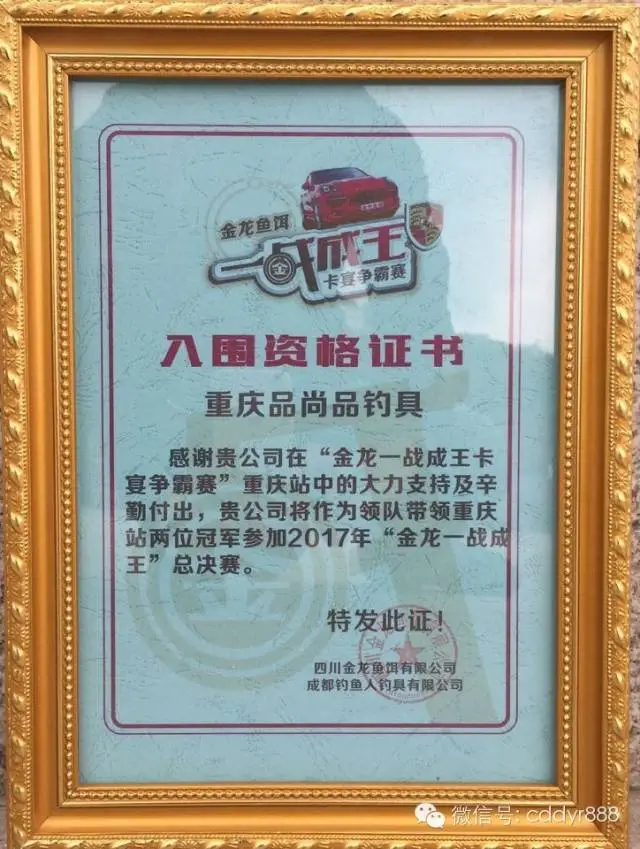 金龙鱼饵
一战成王
卡宴争霸赛
入围资格证书
重庆品尚品钓具
感谢贵公司在“金龙一战成王卡
宴争霸赛”重庆站中的大力支持及辛
勤付出，贵公司将作为领队带领重庆
站两位冠军参加2017年“金龙一战成
王”总决赛。
特发此证！
四川金龙鱼饵有限公司
成都钓鱼人钓具有限公司
微信号: cddyr888